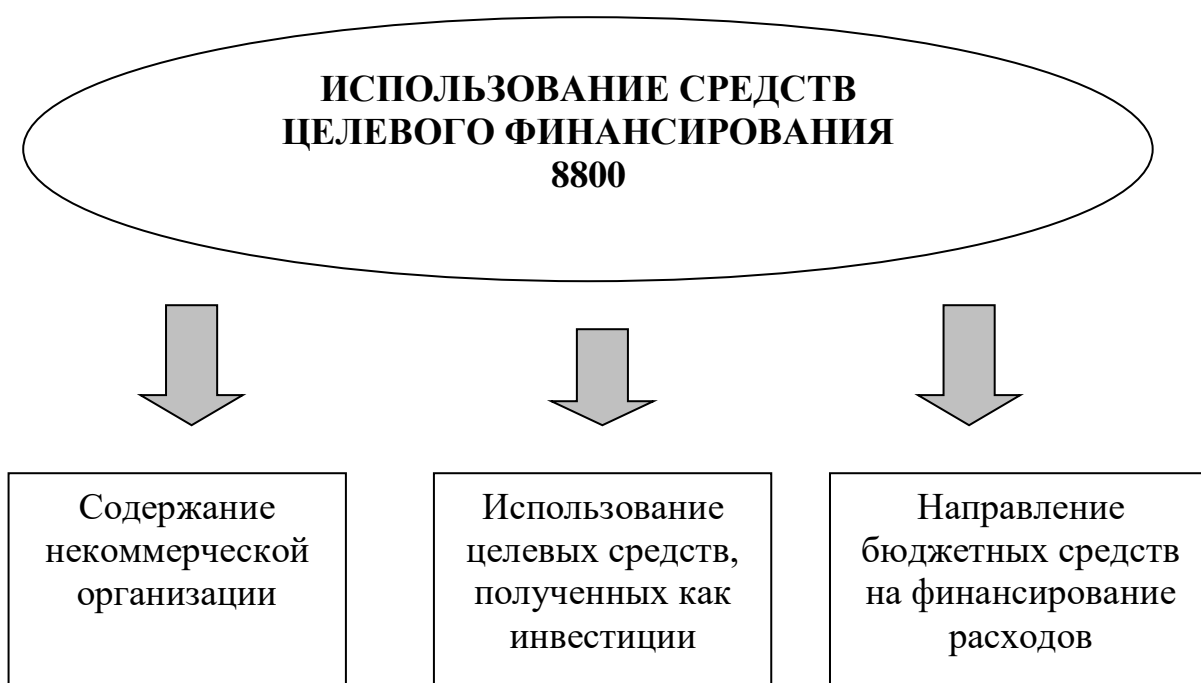 ИСПОЛЬЗОВАНИЕ СРЕДСТВ
ЦЕЛЕВОГО ФИНАНСИРОВАНИЯ
8800
Содержание
некоммерческой
организации
Использование
целевых средств,
полученных как
инвестиции
Направление
бюджетных средств
на финансирование
расходов